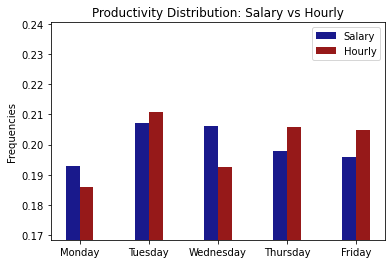 Productivity Distribution: Salary vs Hourly
0.24
0.23
0.22
0.21
0.20
0.19
0.18
0.17
Frequencies
Salary
Hourly
Monday Tuesday Wednesday Thursday Friday